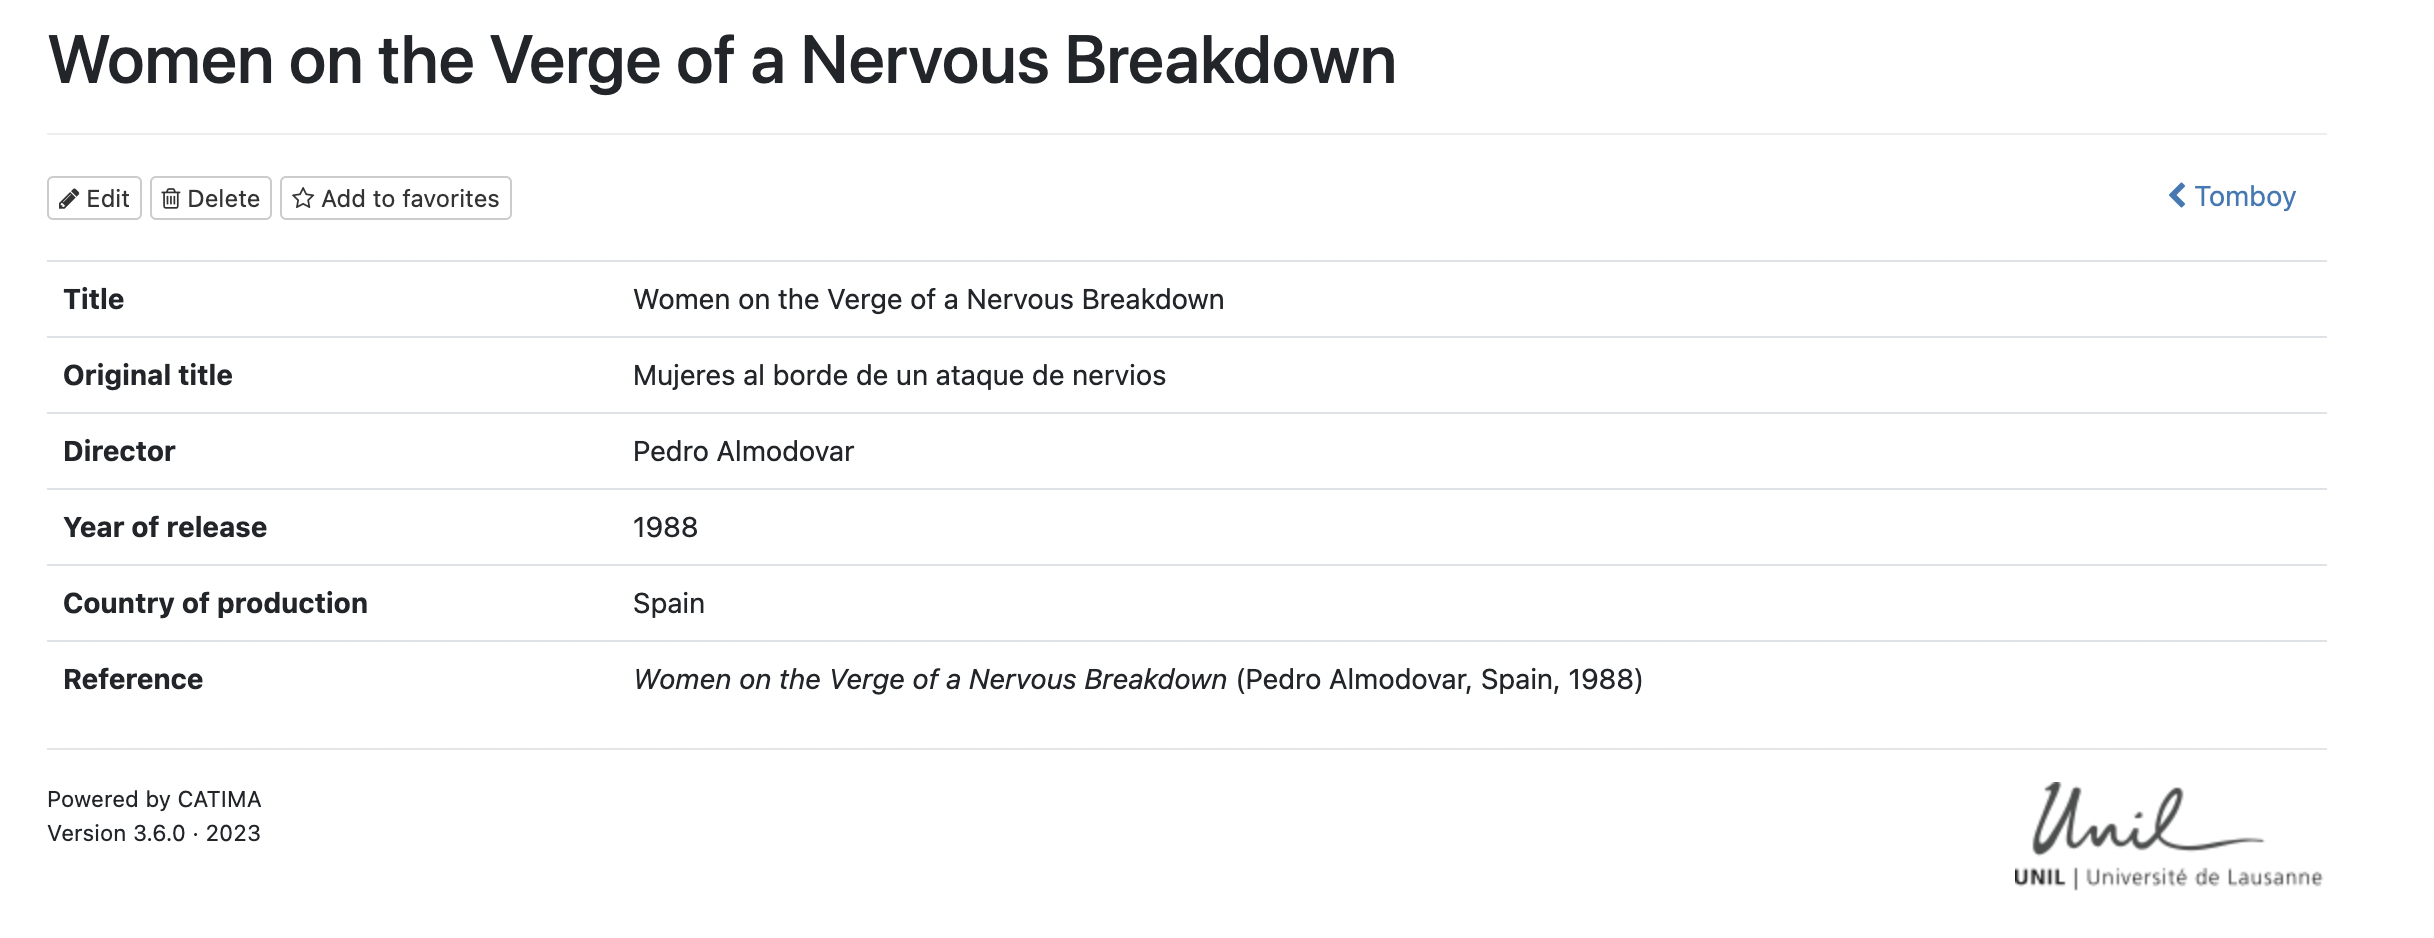 Women on the Verge of a Nervous Breakdown
Edit Delete Add to favorites Tomboy
Title Women on the Verge of a Nervous Breakdown
Original title Mujeres al borde de un ataque de nervios
Director Pedro Almodovar
Year of release 1988
Country of production Spain
Reference Women on the Verge of a Nervous Breakdown (Pedro Almodovar, Spain, 1988)
Powered by CATIMA
Version 3.6.0 · 2023
Unil
UNIL | Université de Lausanne